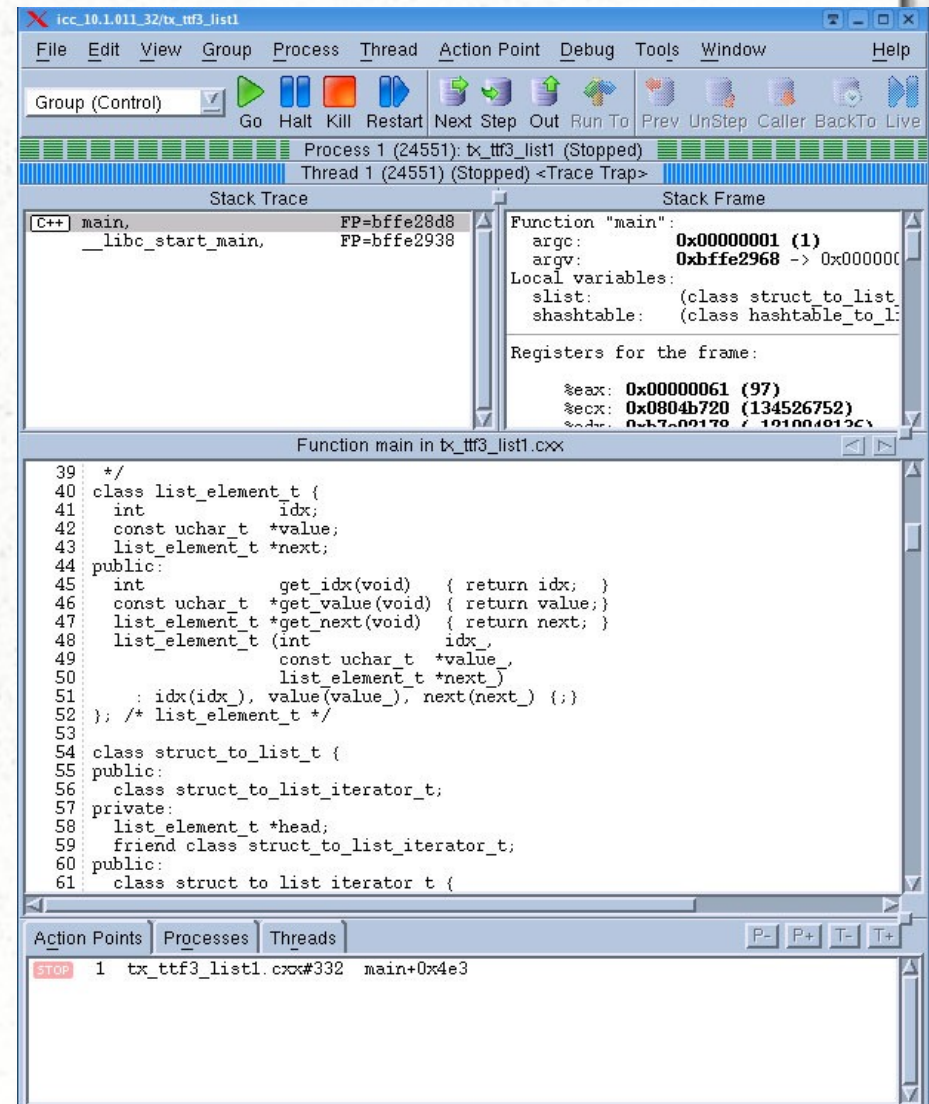 icc_10.1.011_32/tx_ttf3_list1
File Edit View Group Process Thread Action Point Debug Tools Window Help
Group (Control)
Go Halt Kill Restart Next Step Out Run To Prev UnStep Caller BackTo Live
Process 1 (24551): tx_ttf3_list1 (Stopped)
Thread 1 (24551) (Stopped) <Trace Trap>
Stack Trace
C++ main, FP=bffe28d8
__libc_start_main, FP=bffe2938
Stack Frame
Function "main":
argc: 0x00000001 (1)
argv: 0xbffe2968 -> 0x000000
Local variables:
slist: (class struct_to_list_
shashtable: (class hashtable_to_l
Registers for the frame:
%eax: 0x00000061 (97)
%ecx: 0x0804b720 (134526752)
Function main in tx_ttf3_list1.cxx
39 */
40 class list_element_t {
41 int idx;
42 const uchar_t *value;
43 list_element_t *next;
44 public:
45 int get_idx(void) { return idx; }
46 const uchar_t *get_value(void) { return value;}
47 list_element_t *get_next(void) { return next; }
48 list_element_t (int idx_,
49 const uchar_t *value_,
50 list_element_t *next_)
51 : idx(idx_), value(value_), next(next_) {;}
52 }; /* list_element_t */
53
54 class struct_to_list_t {
55 public:
56 class struct_to_list_iterator_t;
57 private:
58 list_element_t *head;
59 friend class struct_to_list_iterator_t;
60 public:
61 class struct_to_list_iterator_t {
Action Points Processes Threads P- P+ T- T+
STOP 1 tx_ttf3_list1.cxx#332 main+0x4e3